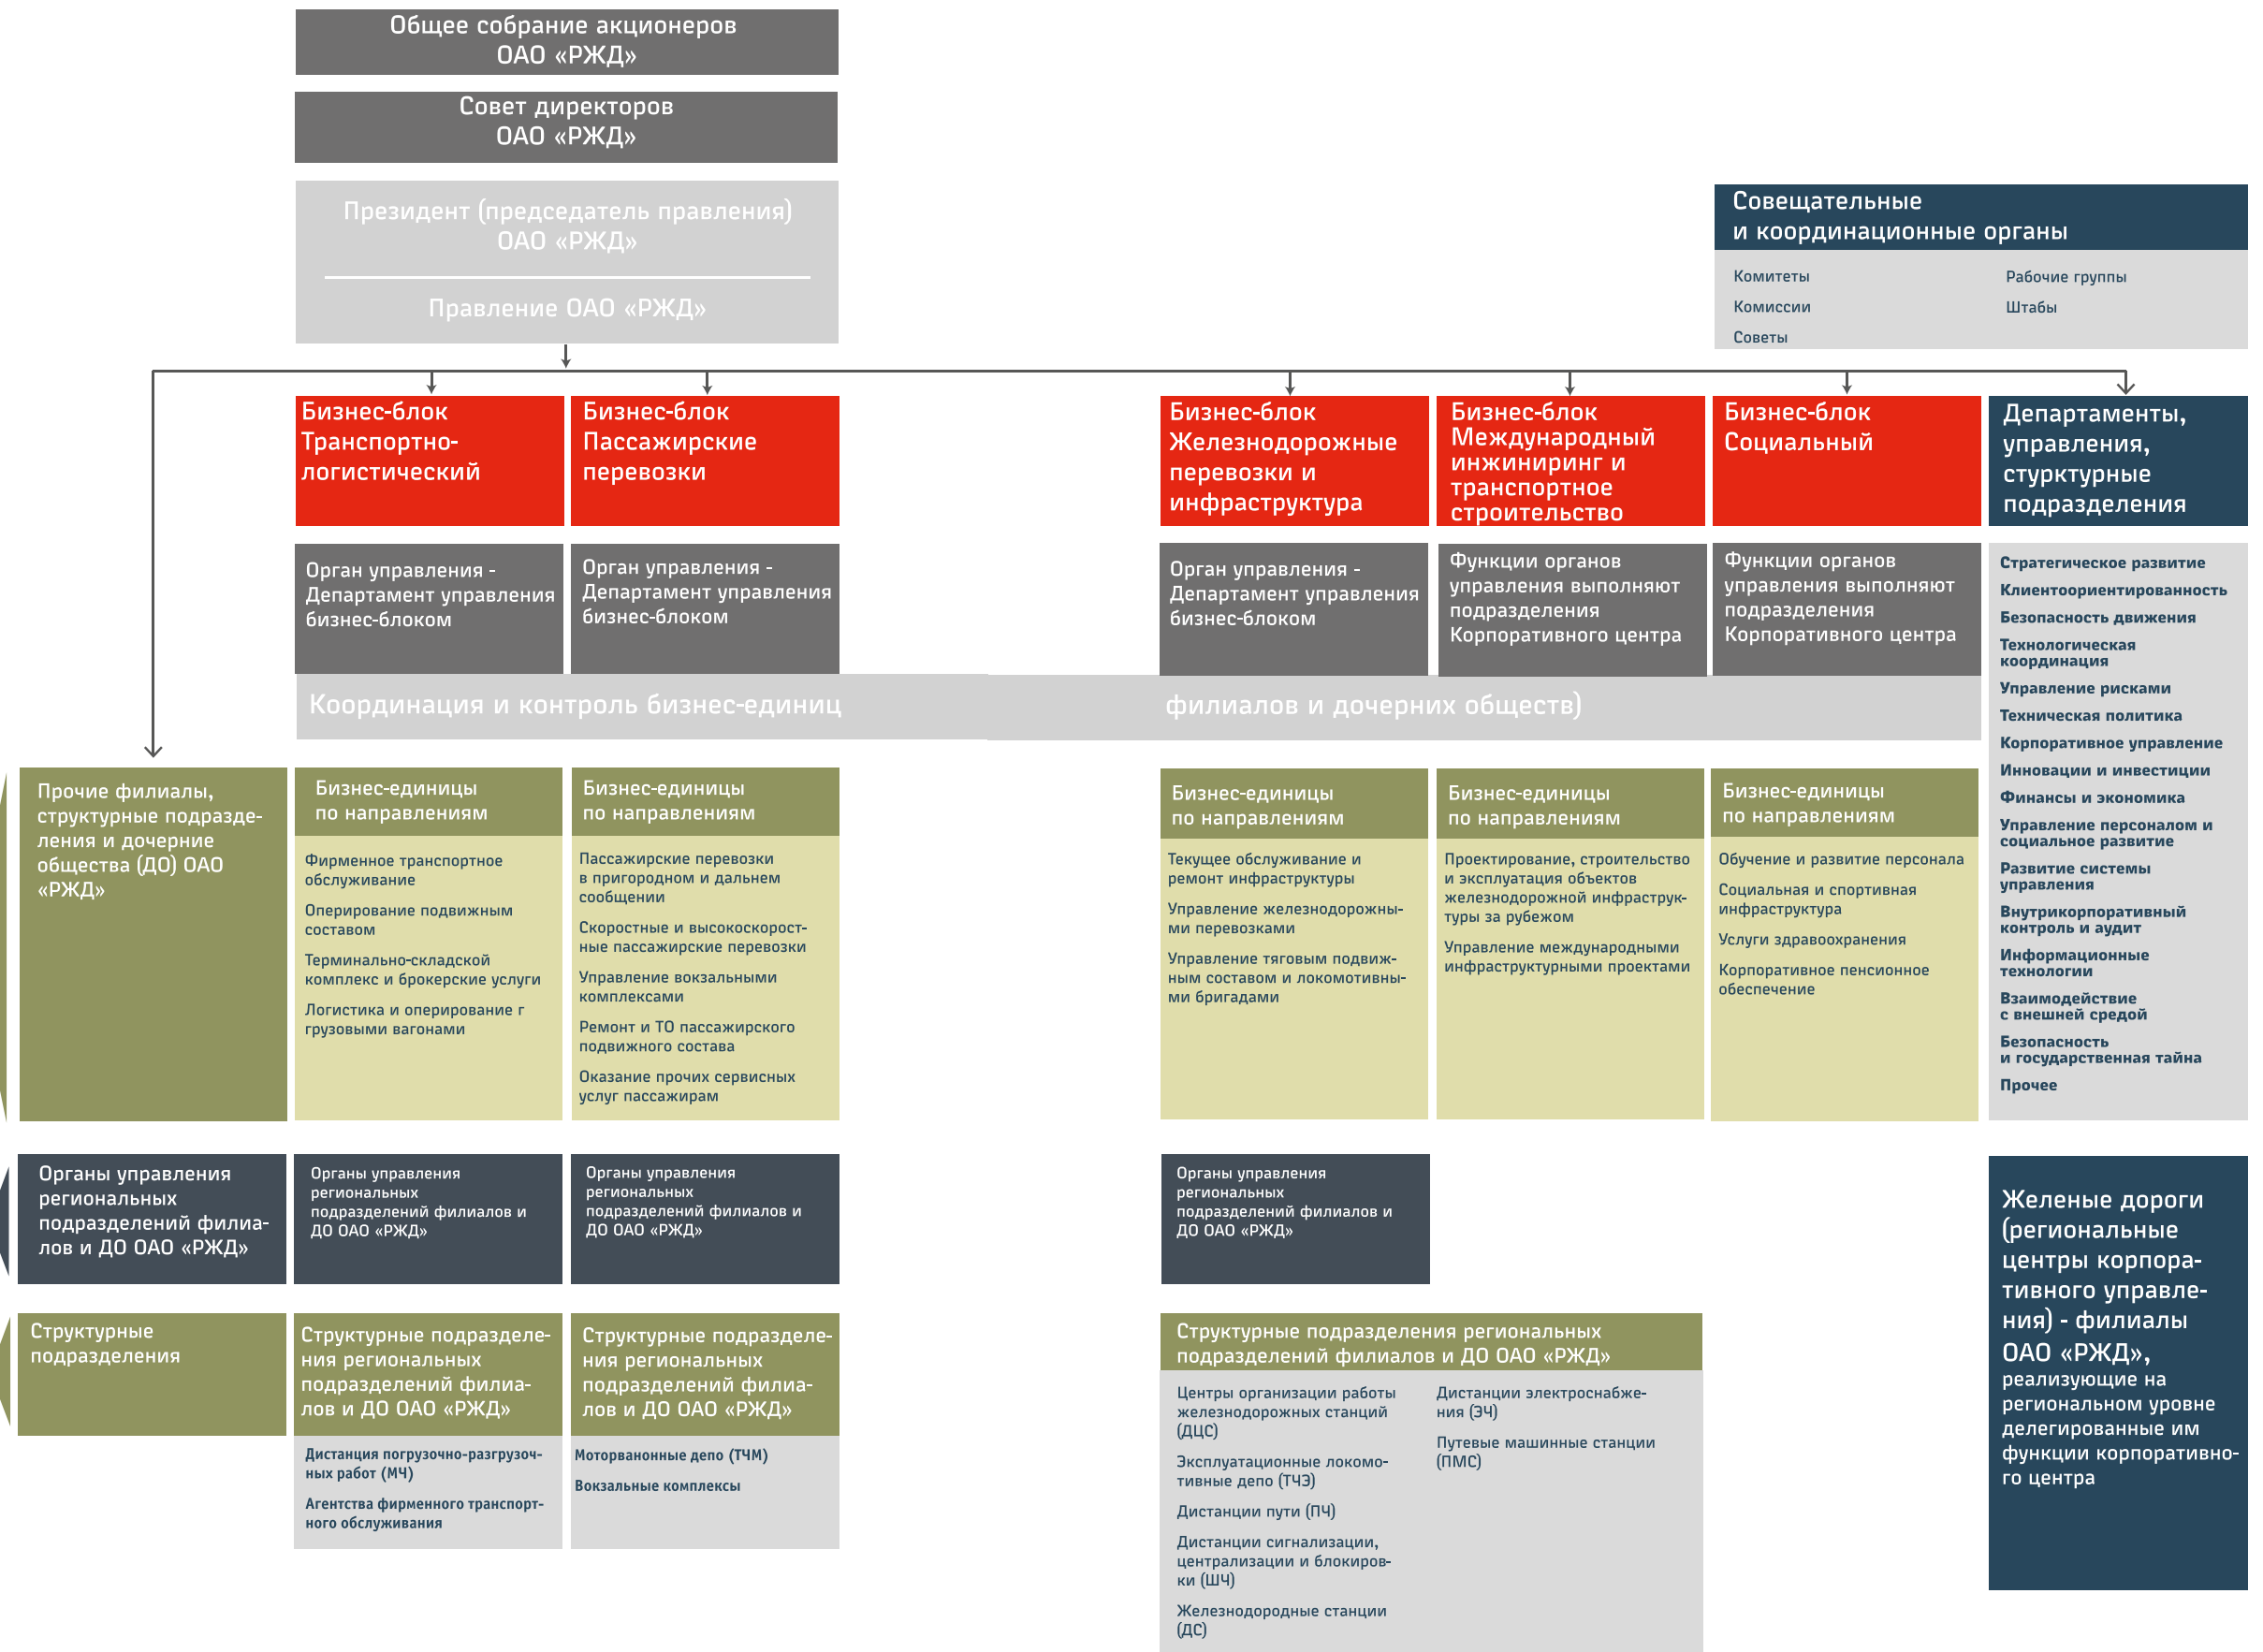 Общее собрание акционеров
ОАО «РЖД»
Совет директоров
ОАО «РЖД»
Президент (председатель правления)
ОАО «РЖД»
Правление ОАО «РЖД»
Совещательные
и координационные органы
Комитеты
Комиссии
Советы
Рабочие группы
Штабы
Бизнес-блок
Транспортно-
логистический
Бизнес-блок
Пассажирские
перевозки
Бизнес-блок
Железнодорожные
перевозки и
инфраструктура
Бизнес-блок
Международный
инжиниринг и
транспортное
строительство
Бизнес-блок
Социальный
Департаменты,
управления,
стурктурные
подразделения
Орган управления -
Департамент управления
бизнес-блоком
Орган управления -
Департамент управления
бизнес-блоком
Орган управления -
Департамент управления
бизнес-блоком
Функции органов
управления выполняют
подразделения
Корпоративного центра
Функции органов
управления выполняют
подразделения
Корпоративного центра
Стратегическое развитие
Клиентоориентированность
Безопасность движения
Технологическая
координация
Управление рисками
Техническая политика
Корпоративное управление
Инновации и инвестиции
Финансы и экономика
Управление персоналом и
социальное развитие
Развитие системы
управления
Внутрикорпоративный
контроль и аудит
Информационные
технологии
Взаимодействие
с внешней средой
Безопасность
и государственная тайна
Прочее
Координация и контроль бизнес-единиц
филиалов и дочерних обществ)
Прочие филиалы,
структурные подразде-
ления и дочерние
общества (ДО) ОАО
«РЖД»
Бизнес-единицы
по направлениям
Фирменное транспортное
обслуживание
Оперирование подвижным
составом
Терминально-складской
комплекс и брокерские услуги
Логистика и оперирование г
грузовыми вагонами
Бизнес-единицы
по направлениям
Пассажирские перевозки
в пригородном и дальнем
сообщении
Скоростные и высокоскорост-
ные пассажирские перевозки
Управление вокзальными
комплексами
Ремонт и ТО пассажирского
подвижного состава
Оказание прочих сервисных
услуг пассажирам
Бизнес-единицы
по направлениям
Текущее обслуживание и
ремонт инфраструктуры
Управление железнодорожны-
ми перевозками
Управление тяговым подвиж-
ным составом и локомотивны-
ми бригадами
Бизнес-единицы
по направлениям
Проектирование, строительство
и эксплуатация объектов
железнодорожной инфраструк-
туры за рубежом
Управление международными
инфраструктурными проектами
Бизнес-единицы
по направлениям
Обучение и развитие персонала
Социальная и спортивная
инфраструктура
Услуги здравоохранения
Корпоративное пенсионное
обеспечение
Органы управления
региональных
подразделений филиа-
лов и ДО ОАО «РЖД»
Органы управления
региональных
подразделений филиалов и
ДО ОАО «РЖД»
Органы управления
региональных
подразделений филиалов и
ДО ОАО «РЖД»
Органы управления
региональных
подразделений филиалов и
ДО ОАО «РЖД»
Желеные дороги
(региональные
центры корпора-
тивного управле-
ния) - филиалы
ОАО «РЖД»,
реализующие на
региональном уровне
делегированные им
функции корпоративно-
го центра
Структурные
подразделения
Структурные подразделе-
ния региональных
подразделений филиа-
лов и ДО ОАО «РЖД»
Дистанция погрузочно-разгрузоч-
ных работ (МЧ)
Агентства фирменного транспорт-
ного обслуживания
Структурные подразделе-
ния региональных
подразделений филиа-
лов и ДО ОАО «РЖД»
Моторванонные депо (ТЧМ)
Вокзальные комплексы
Структурные подразделения региональных
подразделений филиалов и ДО ОАО «РЖД»
Центры организации работы
железнодорожных станций
(ДЦС)
Эксплуатационные локомо-
тивные депо (ТЧЭ)
Дистанции пути (ПЧ)
Дистанции сигнализации,
централизации и блокиров-
ки (ШЧ)
Железнодородные станции
(ДС)
Дистанции электроснабже-
ния (ЭЧ)
Путевые машинные станции
(ПМС)